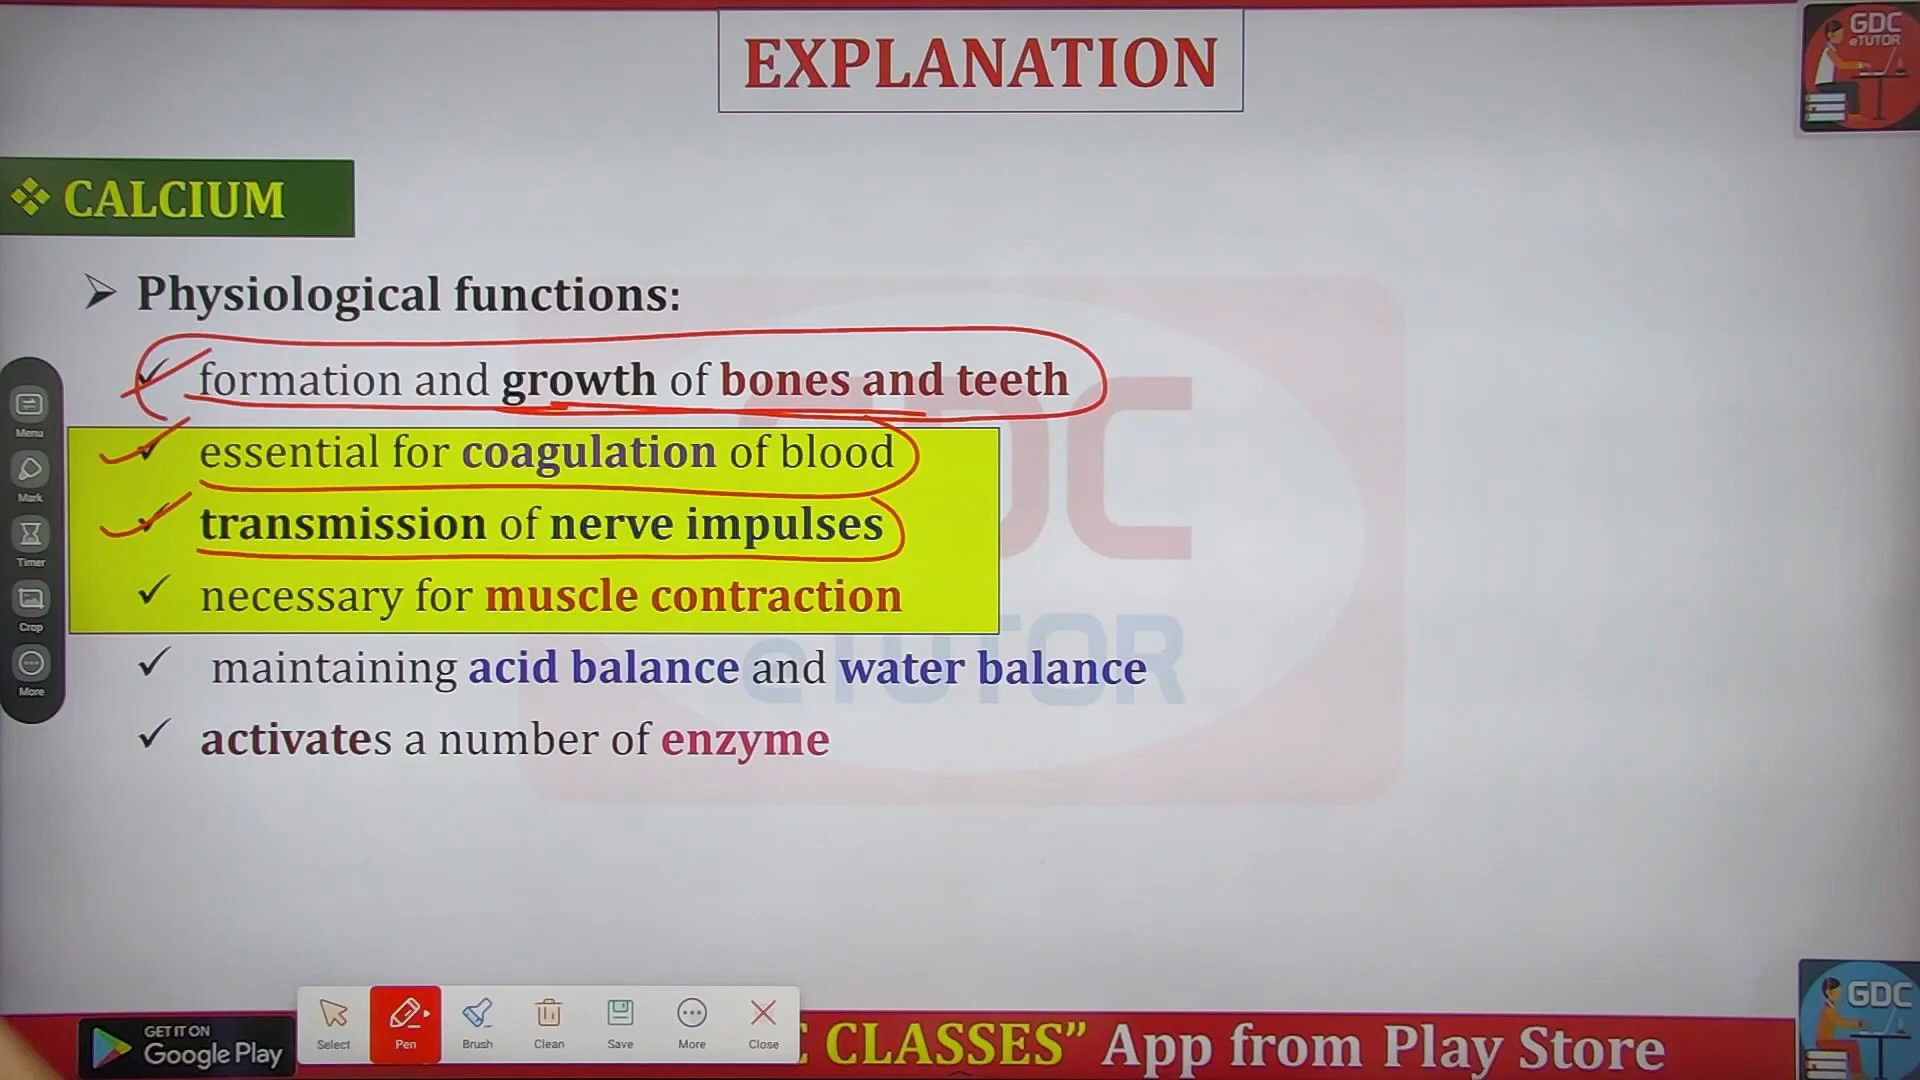 EXPLANATION
GDC
eTUTOR
❖ CALCIUM
➢ Physiological functions:
✓ formation and growth of bones and teeth
✓ essential for coagulation of blood
✓ transmission of nerve impulses
✓ necessary for muscle contraction
✓ maintaining acid balance and water balance
✓ activates a number of enzyme
GDC
eTUTOR
Menu
Mark
Timer
Crop
More
Select
Pen
Brush
Clean
Save
More
Close
GET IT ON
Google Play
CLASSES” App from Play Store
GDC